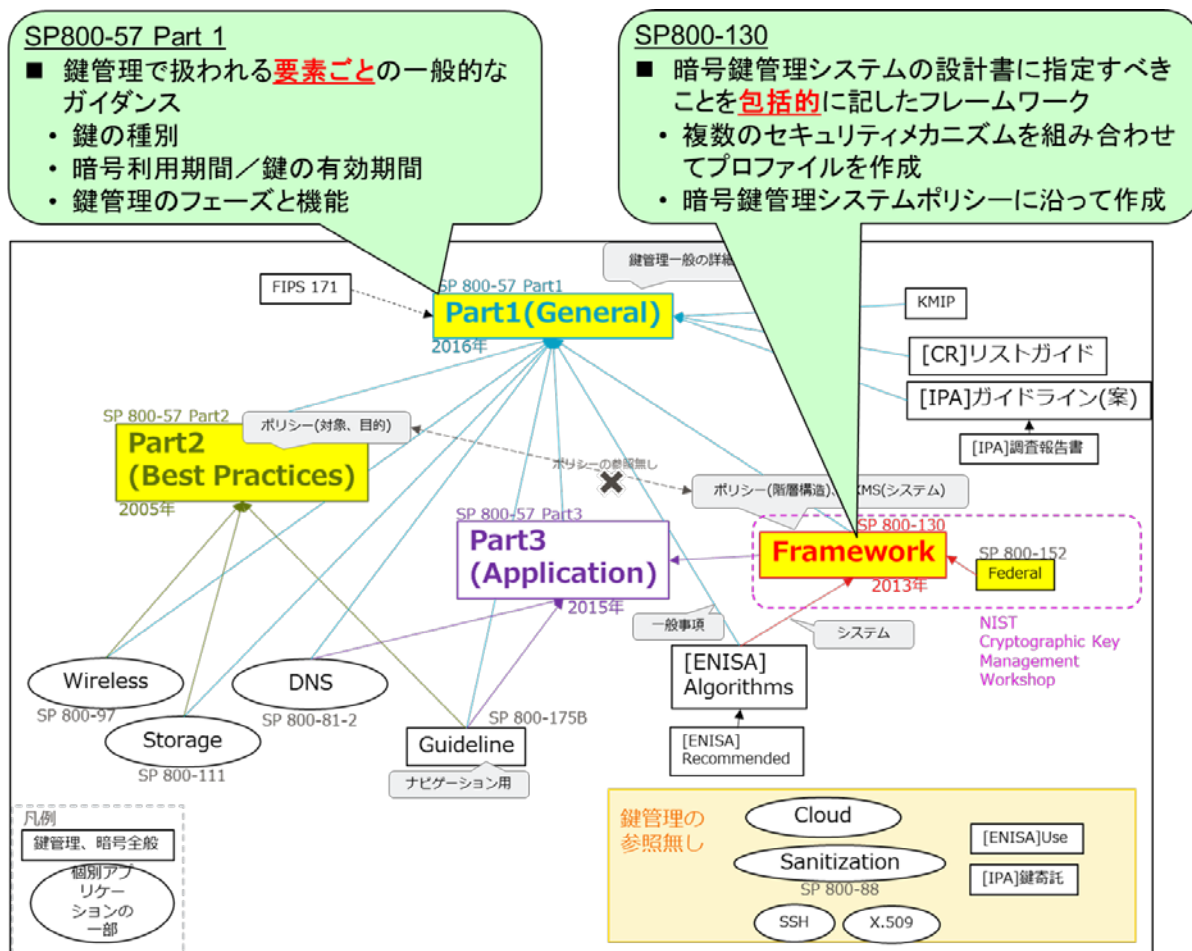 SP800-57 Part 1
■ 鍵管理で扱われる要素ごとの一般的な
ガイダンス
・ 鍵の種別
・ 暗号利用期間／鍵の有効期間
・ 鍵管理のフェーズと機能
SP800-130
■ 暗号鍵管理システムの設計書に指定すべき
ことを包括的に記したフレームワーク
・ 複数のセキュリティメカニズムを組み合わせ
てプロファイルを作成
・ 暗号鍵管理システムポリシーに沿って作成
鍵管理一般の詳細
FIPS 171
SP 800-57 Part1
Part1(General)
2016年
KMIP
[CR]リストガイド
[IPA]ガイドライン(案)
[IPA]調査報告書
SP 800-57 Part2
ポリシー(対象、目的)
Part2
(Best Practices)
2005年
ポリシーの参照無し
ポリシー(階層構造)、
KMS(システム)
SP 800-57 Part3
Part3
(Application)
2015年
SP 800-130
Framework
2013年
SP 800-152
Federal
NIST
Cryptographic Key
Management
Workshop
一般事項
システム
[ENISA]
Algorithms
[ENISA]
Recommended
Wireless
SP 800-97
DNS
SP 800-81-2
Storage
SP 800-111
SP 800-175B
Guideline
ナビゲーション用
凡例
鍵管理、暗号全般
個別アプ
リケー
ションの
一部
鍵管理の
参照無し
Cloud
Sanitization
SP 800-88
SSH
X.509
[ENISA]Use
[IPA]鍵寄託